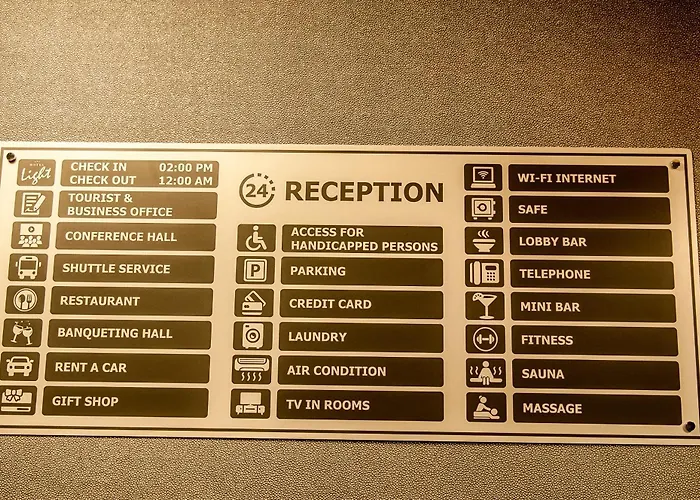 HOTEL
Light
CHECK IN 02:00 PM
CHECK OUT 12:00 AM
TOURIST &
BUSINESS OFFICE
CONFERENCE HALL
SHUTTLE SERVICE
RESTAURANT
BANQUETING HALL
RENT A CAR
GIFT SHOP
24 RECEPTION
ACCESS FOR
HANDICAPPED PERSONS
P PARKING
CREDIT CARD
LAUNDRY
AIR CONDITION
TV IN ROOMS
WI-FI INTERNET
SAFE
LOBBY BAR
TELEPHONE
MINI BAR
FITNESS
SAUNA
MASSAGE